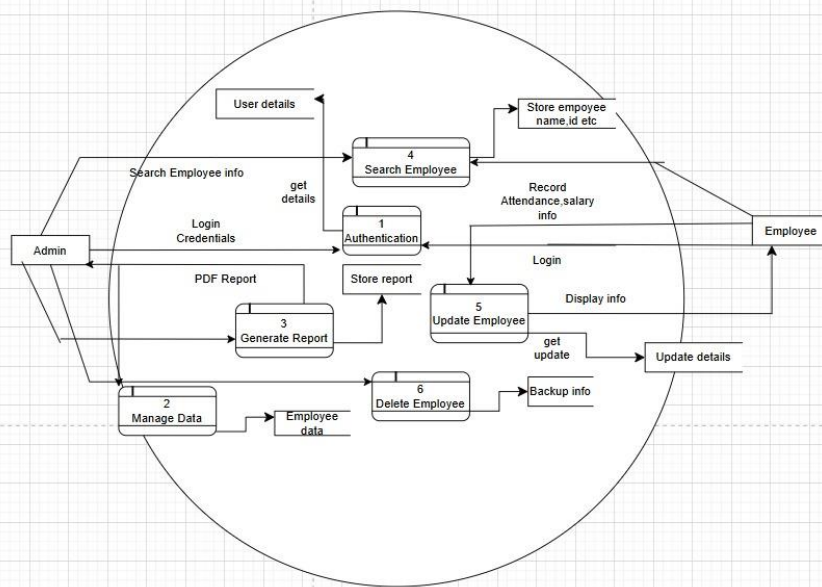 User details
Store empoyee
name,id etc
4
Search Employee
Search Employee info
get
details
Record
Attendance,salary
info
1
Authentication
Login
Credentials
Admin
Employee
Login
PDF Report
Store report
Display info
3
Generate Report
5
Update Employee
get
update
Update details
2
Manage Data
6
Delete Employee
Backup info
Employee
data